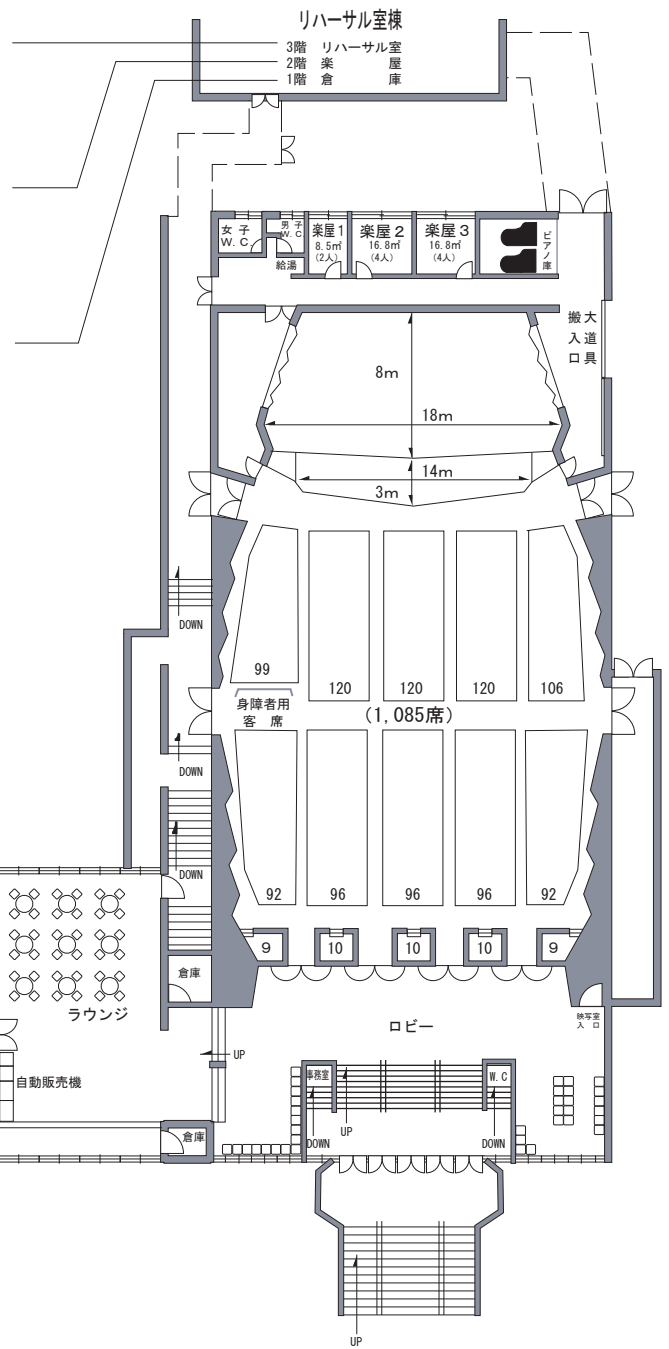 リハーサル室棟
3階 リハーサル室
2階 楽 屋
1階 倉 庫
女 子
W.C.
男 子
W.C.
楽屋1
8.5㎡
(2人)
楽屋2
16.8㎡
(4人)
楽屋3
16.8㎡
(4人)
ピアノ庫
給湯
大道具
搬入口
8m
18m
14m
3m
DOWN
99
120
120
120
106
身障者用
客 席
(1,085席)
DOWN
DOWN
92
96
96
96
92
9
10
10
10
9
倉庫
ラウンジ
ロビー
映写室
入口
UP
自動販売機
事務室
W.C
倉庫
DOWN
UP
DOWN
UP